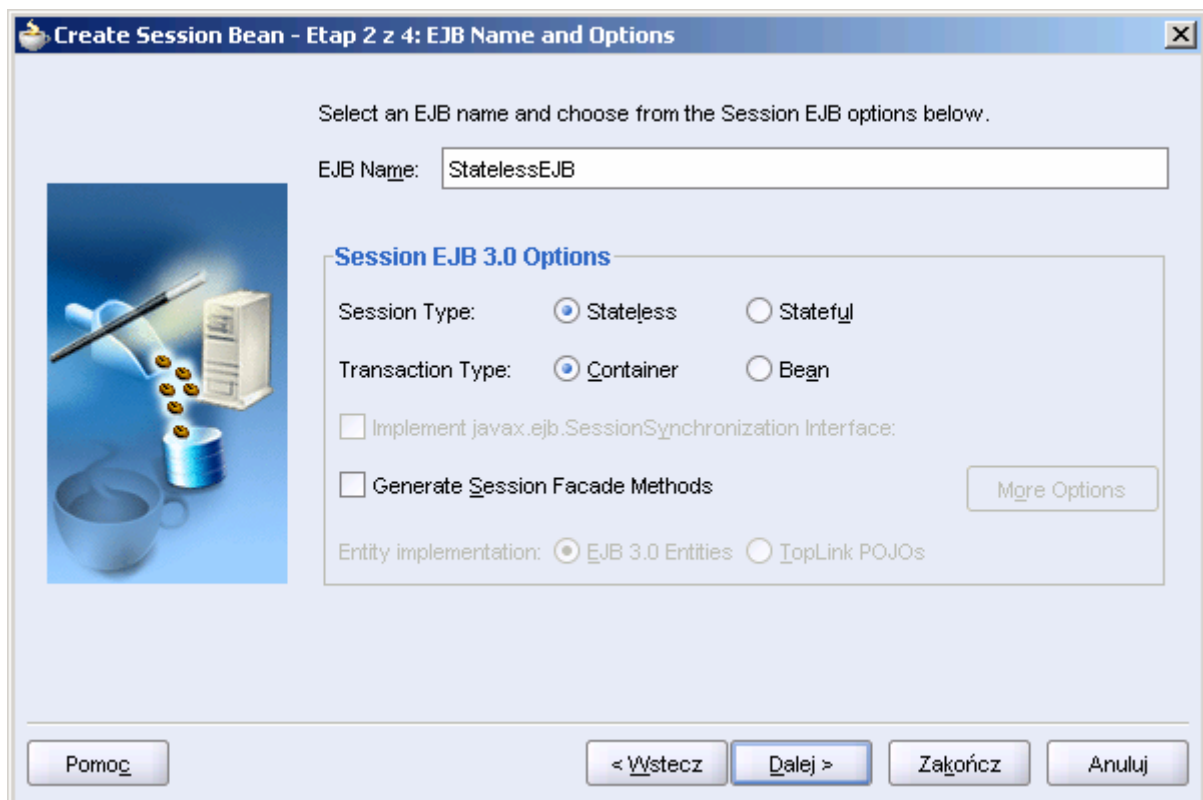 Create Session Bean - Etap 2 z 4: EJB Name and Options
Select an EJB name and choose from the Session EJB options below.
EJB Name: StatelessEJB
Session EJB 3.0 Options
Session Type: Stateless Stateful
Transaction Type: Container Bean
Implement javax.ejb.SessionSynchronization Interface:
Generate Session Facade Methods More Options
Entity implementation: EJB 3.0 Entities TopLink POJOs
Pomoc < Wstecz Dalej > Zakończ Anuluj